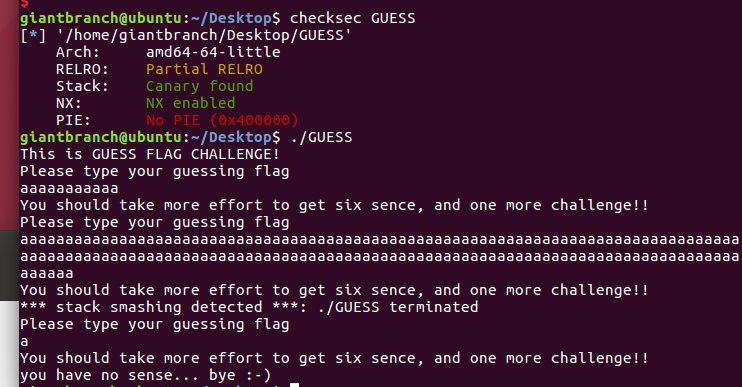 $
giantbranch@ubuntu:~/Desktop$ checksec GUESS
[*] '/home/giantbranch/Desktop/GUESS'
Arch: amd64-64-little
RELRO: Partial RELRO
Stack: Canary found
NX: NX enabled
PIE: No PIE (0x400000)
giantbranch@ubuntu:~/Desktop$ ./GUESS
This is GUESS FLAG CHALLENGE!
Please type your guessing flag
aaaaaaaaaaa
You should take more effort to get six sence, and one more challenge!!
Please type your guessing flag
aaaaaaaaaaaaaaaaaaaaaaaaaaaaaaaaaaaaaaaaaaaaaaaaaaaaaaaaaaaaaaaaaaaaaaaaaaaaaaaa
aaaaaaaaaaaaaaaaaaaaaaaaaaaaaaaaaaaaaaaaaaaaaaaaaaaaaaaaaaaaaaaaaaaaaaaaaaaaaaaa
aaaaaa
You should take more effort to get six sence, and one more challenge!!
*** stack smashing detected ***: ./GUESS terminated
Please type your guessing flag
a
You should take more effort to get six sence, and one more challenge!!
you have no sense... bye :-)